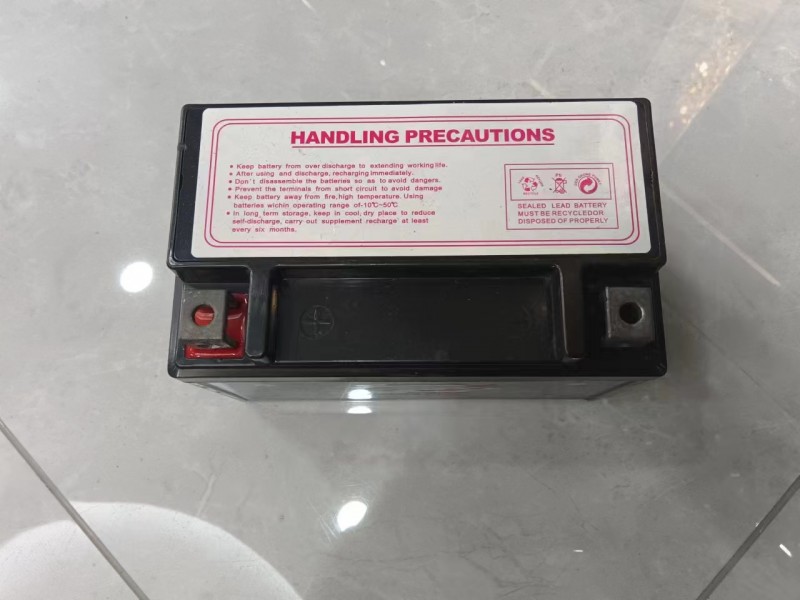 HANDLING PRECAUTIONS
• Keep battery from over discharge to extending working life.
• After using and discharge, recharging immediately.
• Don't disassemble the batteries so as to avoid dangers.
• Prevent the terminals from short circuit to avoid damage
• Keep battery away from fire, high temperature. Using
batteries wichin operating range of-10℃~50℃
• In long term storage, keep in cool, dry place to reduce
self-discharge, carry out supplement recharge at least
every six months.
Pb
SEALED LEAD BATTERY
MUST BE RECYCLEDOR
DISPOSED OF PROPERLY